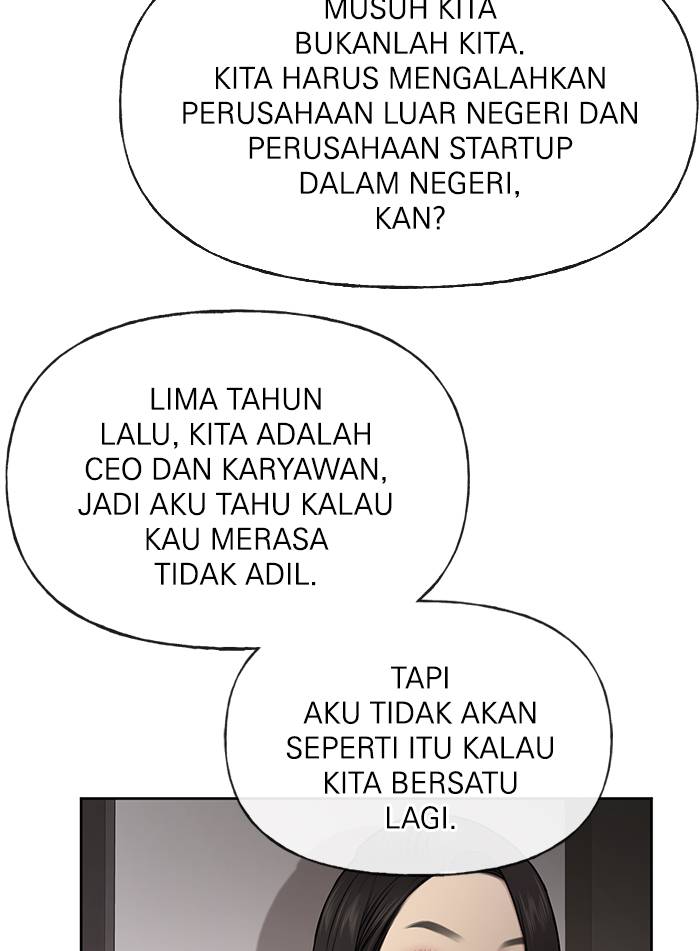 MUSUH KITA
BUKANLAH KITA.
KITA HARUS MENGALAHKAN
PERUSAHAAN LUAR NEGERI DAN
PERUSAHAAN STARTUP
DALAM NEGERI,
KAN?
LIMA TAHUN
LALU, KITA ADALAH
CEO DAN KARYAWAN,
JADI AKU TAHU KALAU
KAU MERASA
TIDAK ADIL.
TAPI
AKU TIDAK AKAN
SEPERTI ITU KALAU
KITA BERSATU
LAGI.